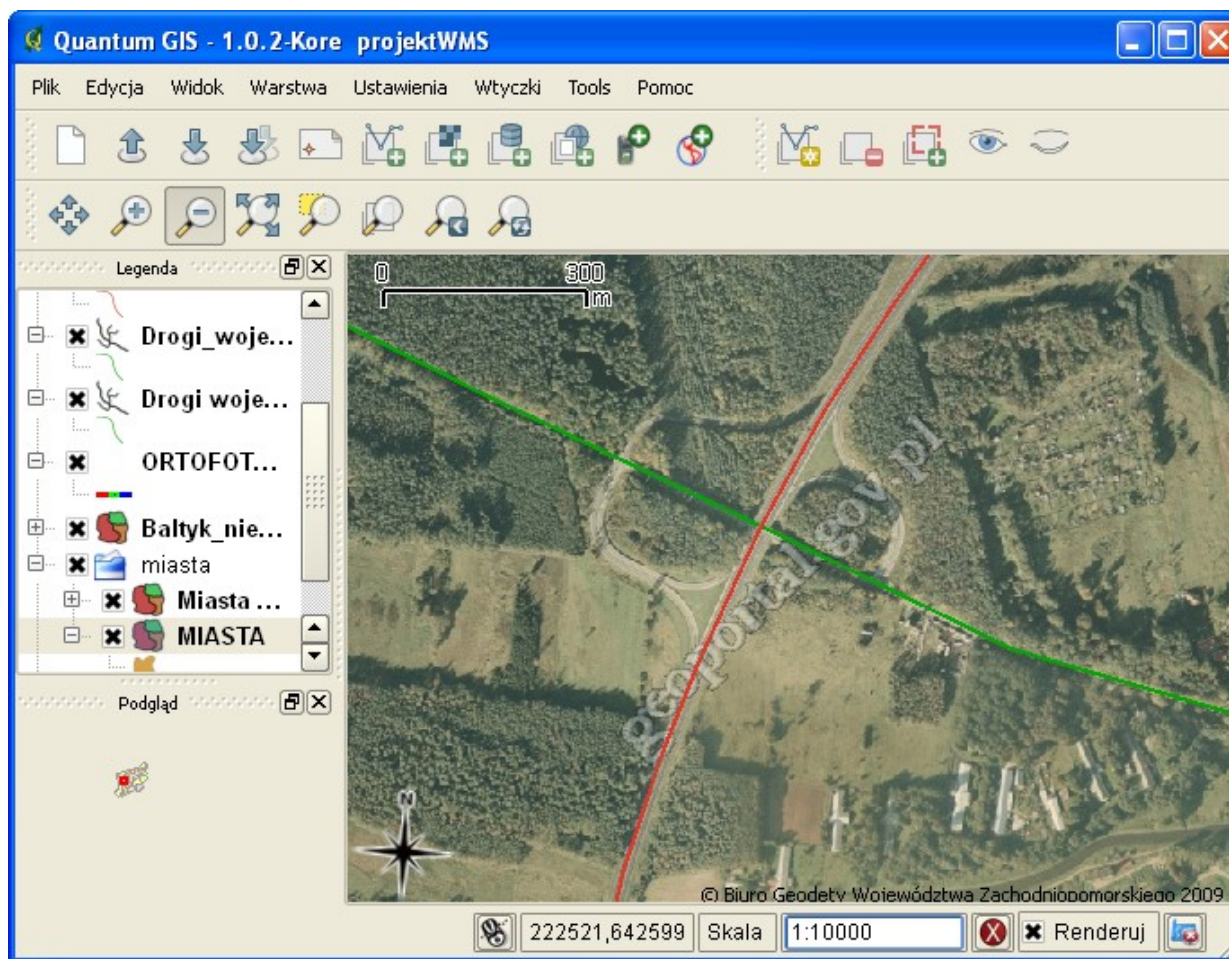 Quantum GIS - 1.0.2-Kore projektWMS
Plik Edycja Widok Warstwa Ustawienia Wtyczki Tools Pomoc
Legenda
Drogi_woje...
Drogi woje...
ORTOFOT...
Baltyk_nie...
miasta
Miasta ...
MIASTA
Podgląd
0 300
m
geoportal.gov.pl
N
© Biuro Geodety Województwa Zachodniopomorskiego 2009
222521,642599 Skala 1:10000 Renderuj